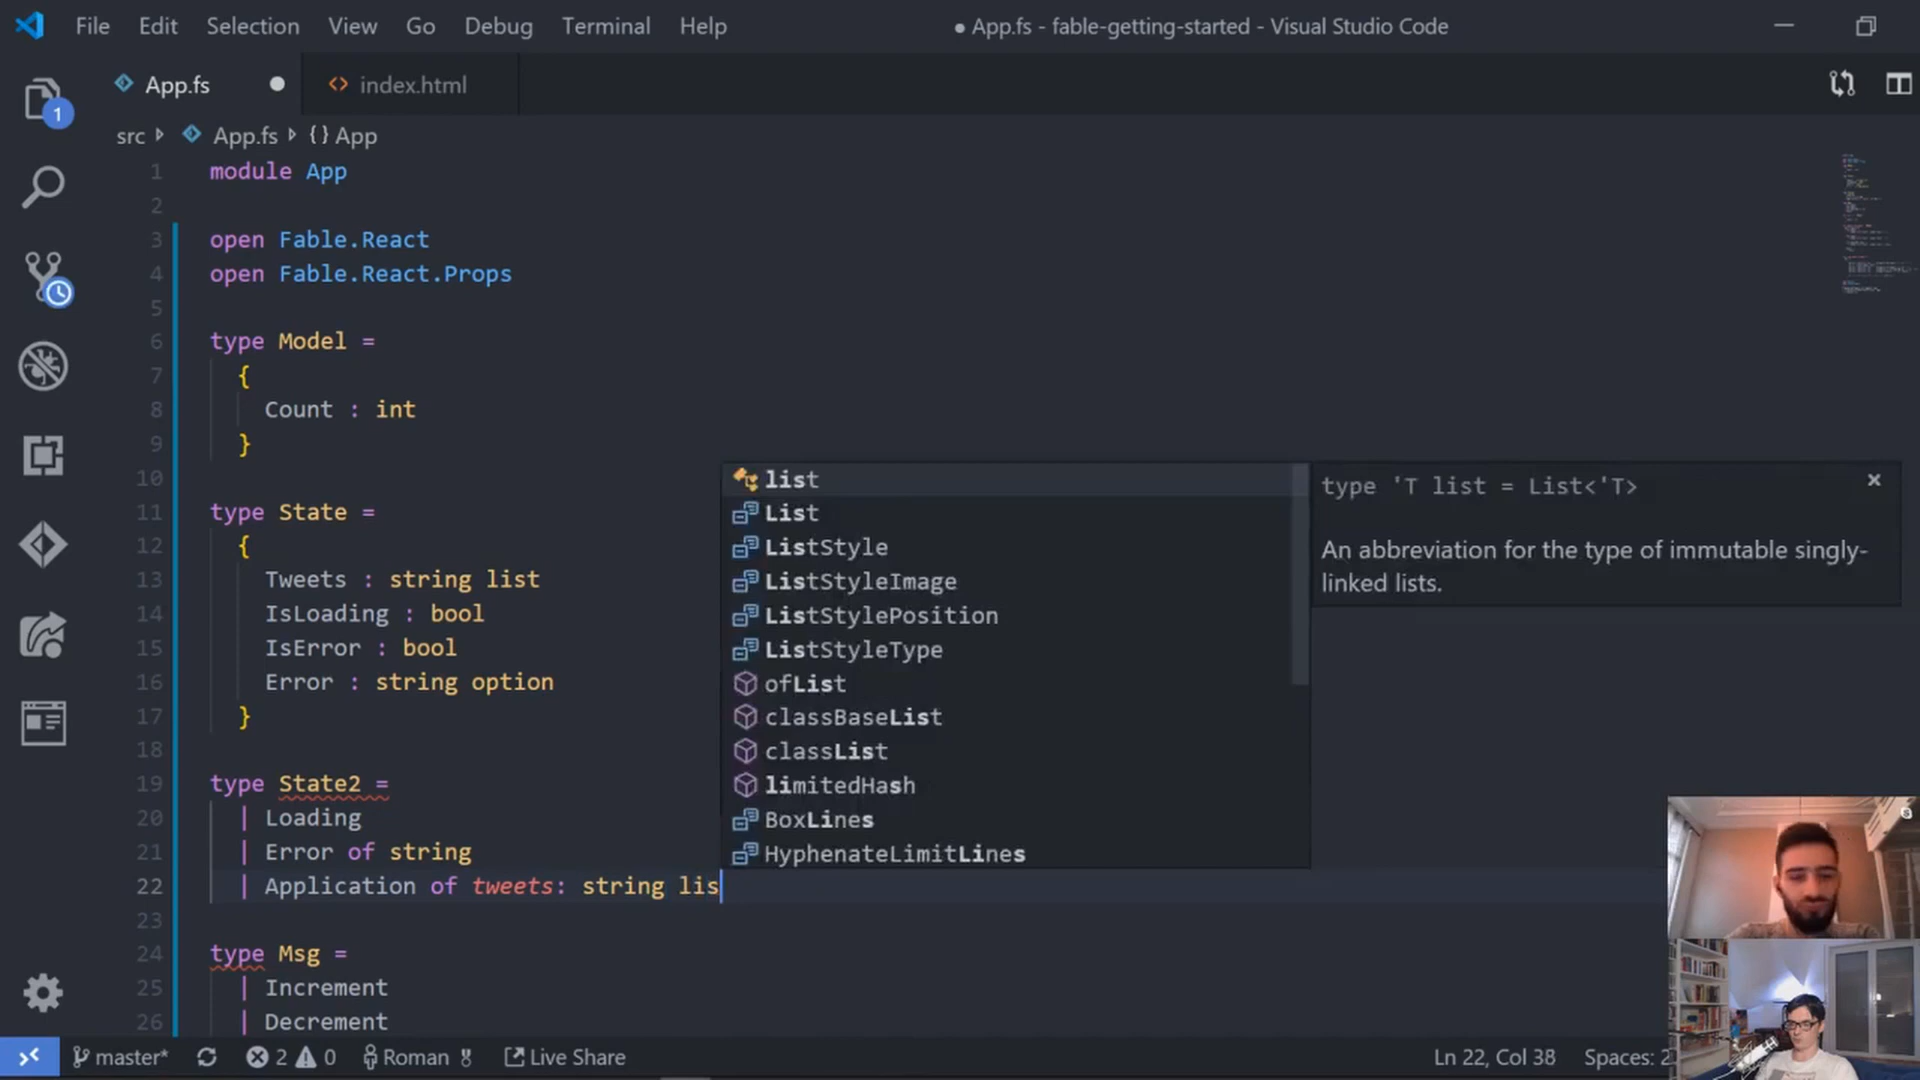 File Edit Selection View Go Debug Terminal Help
● App.fs - fable-getting-started - Visual Studio Code
App.fs
index.html
src App.fs {} App
1 module App
2
3 open Fable.React
4 open Fable.React.Props
5
6 type Model =
7 {
8 Count : int
9 }
10
11 type State =
12 {
13 Tweets : string list
14 IsLoading : bool
15 IsError : bool
16 Error : string option
17 }
18
19 type State2 =
20 | Loading
21 | Error of string
22 | Application of tweets: string lis
23
24 type Msg =
25 | Increment
26 | Decrement
list
List
ListStyle
ListStyleImage
ListStylePosition
ListStyleType
ofList
classBaseList
classList
limitedHash
BoxLines
HyphenateLimitLines
type 'T list = List<'T>
An abbreviation for the type of immutable singly-
linked lists.
1
master* 2 0 Roman Live Share
Ln 22, Col 38 Spaces: 2